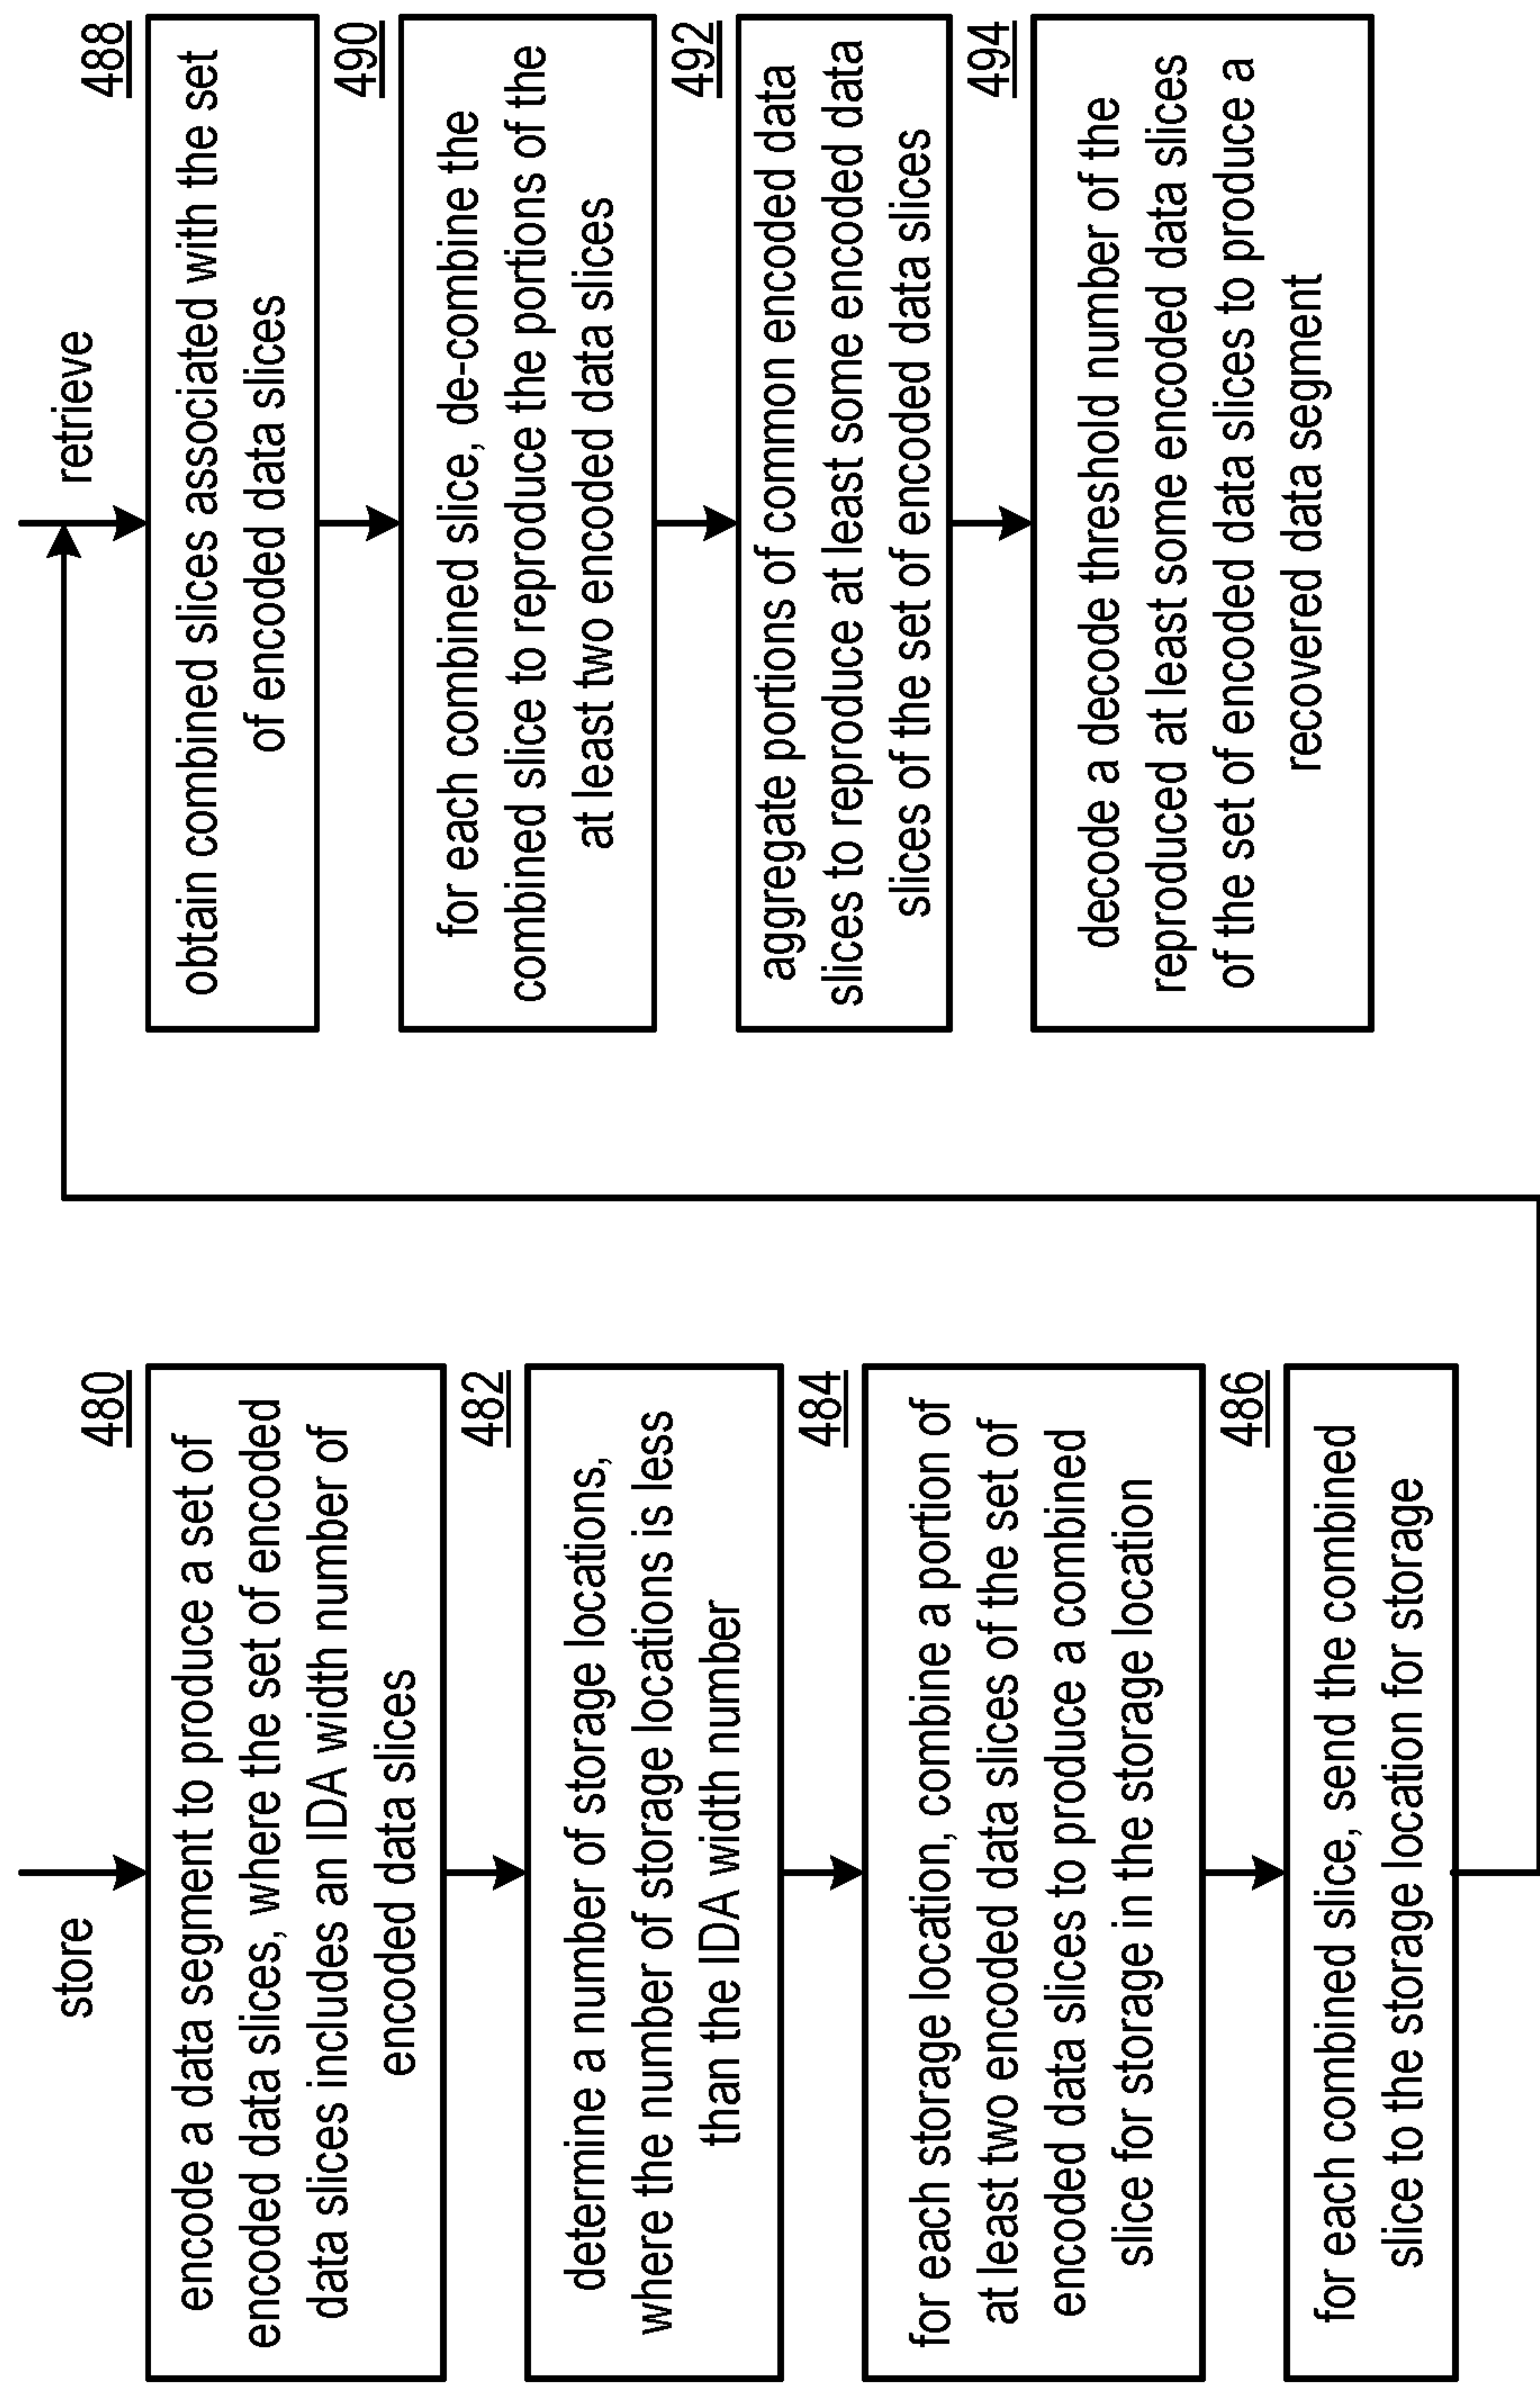 store
480
encode a data segment to produce a set of
encoded data slices, where the set of encoded
data slices includes an IDA width number of
encoded data slices
482
determine a number of storage locations,
where the number of storage locations is less
than the IDA width number
484
for each storage location, combine a portion of
at least two encoded data slices of the set of
encoded data slices to produce a combined
slice for storage in the storage location
486
for each combined slice, send the combined
slice to the storage location for storage
retrieve
488
obtain combined slices associated with the set
of encoded data slices
490
for each combined slice, de-combine the
combined slice to reproduce the portions of the
at least two encoded data slices
492
aggregate portions of common encoded data
slices to reproduce at least some encoded data
slices of the set of encoded data slices
494
decode a decode threshold number of the
reproduced at least some encoded data slices
of the set of encoded data slices to produce a
recovered data segment